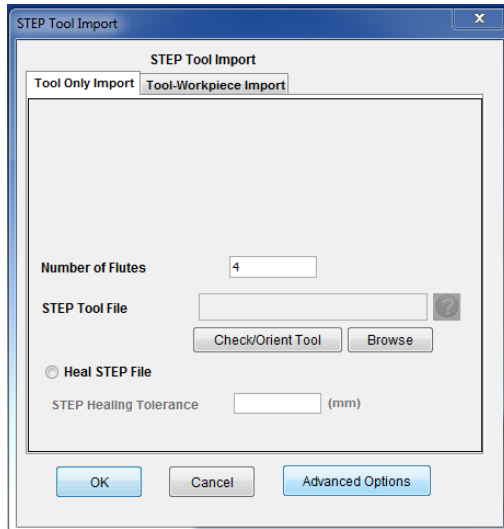 STEP Tool Import
X
STEP Tool Import
Tool Only Import Tool-Workpiece Import
Number of Flutes 4
STEP Tool File ?
Check/Orient Tool Browse
Heal STEP File
STEP Healing Tolerance (mm)
OK Cancel Advanced Options